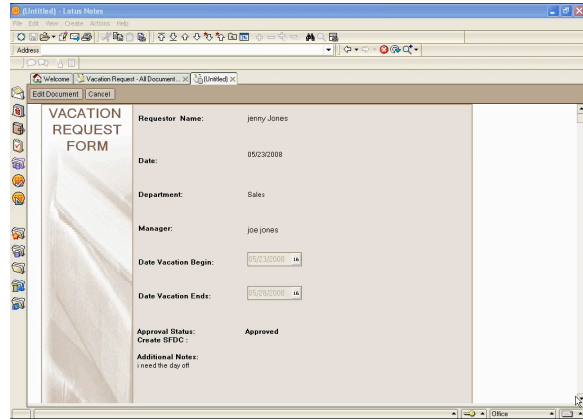 (Untitled) - Lotus Notes
File Edit View Create Actions Help
Address
Welcome
Vacation Request - All Document...
(Untitled)
Edit Document Cancel
VACATION
REQUEST
FORM
Requestor Name: jenny Jones
Date: 05/23/2008
Department: Sales
Manager: joe jones
Date Vacation Begin: 05/23/2008 16
Date Vacation Ends: 05/28/2008 16
Approval Status: Approved
Create SFDC :
Additional Notes:
i need the day off
Office